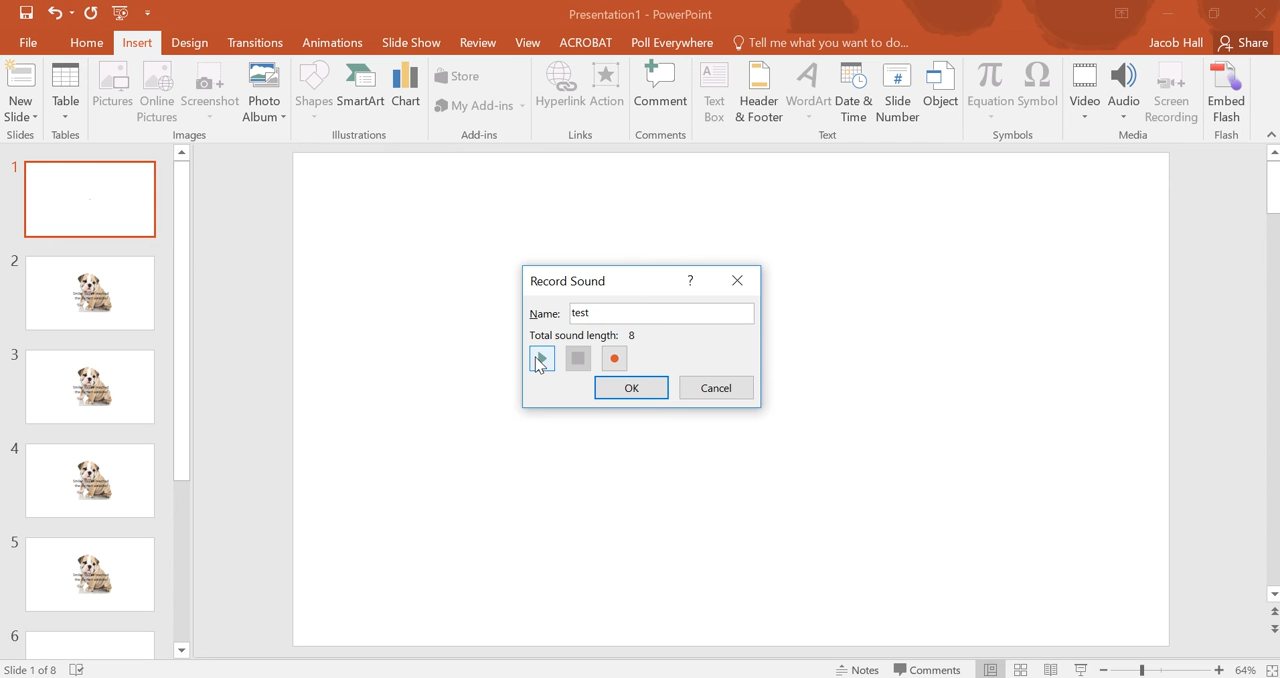 Presentation1 - PowerPoint
File Home Insert Design Transitions Animations Slide Show Review View ACROBAT Poll Everywhere Tell me what you want to do... Jacob Hall Share
New Slide
Table
Pictures
Online Pictures
Screenshot
Photo Album
Shapes
SmartArt
Chart
Store
My Add-ins
Hyperlink
Action
Comment
Text Box
Header & Footer
WordArt
Date & Time
Slide Number
Object
Equation
Symbol
Video
Audio
Screen Recording
Embed Flash
Slides Tables Images Illustrations Add-ins Links Comments Text Symbols Media Flash
1
2
3
4
5
6
Record Sound ?
Name: test
Total sound length: 8
OK Cancel
Slide 1 of 8 Notes Comments 64%